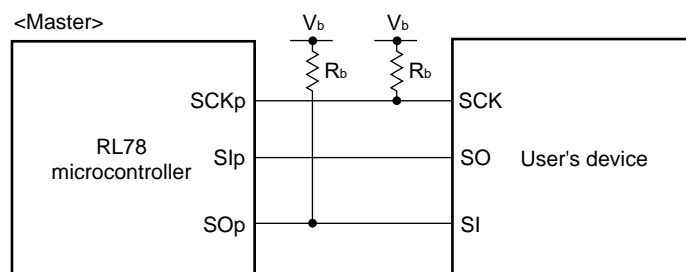 <Master>
Vb
Vb
Rb
Rb
SCKp
SCK
RL78
microcontroller
SIp
SO
User's device
SOp
SI